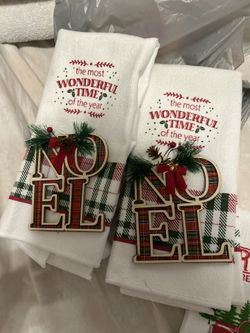 the most
WONDERFUL
TIME
of the year
NO
EL
the most
WONDERFUL
TIME
of the year
NO
EL